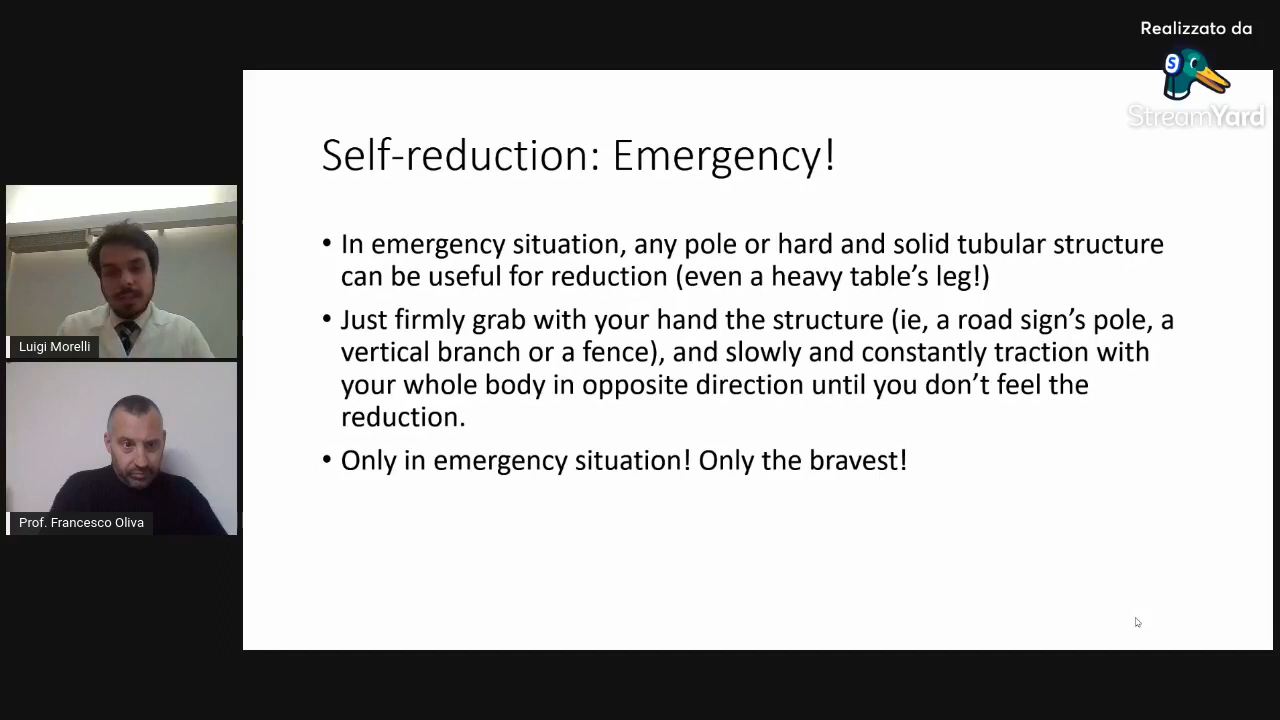 Realizzato da
S
StreamYard
Self-reduction: Emergency!
• In emergency situation, any pole or hard and solid tubular structure
can be useful for reduction (even a heavy table’s leg!)
• Just firmly grab with your hand the structure (ie, a road sign’s pole, a
vertical branch or a fence), and slowly and constantly traction with
your whole body in opposite direction until you don’t feel the
reduction.
• Only in emergency situation! Only the bravest!
Luigi Morelli
Prof. Francesco Oliva